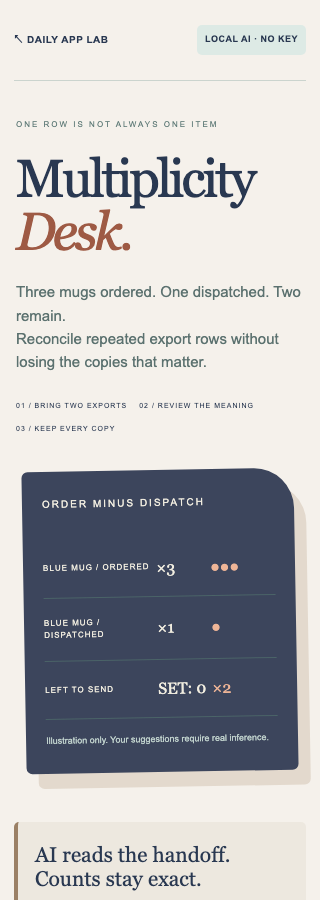 ↖ DAILY APP LAB
LOCAL AI · NO KEY
ONE ROW IS NOT ALWAYS ONE ITEM
Multiplicity
Desk.
Three mugs ordered. One dispatched. Two
remain.
Reconcile repeated export rows without
losing the copies that matter.
01 / BRING TWO EXPORTS 02 / REVIEW THE MEANING
03 / KEEP EVERY COPY
ORDER MINUS DISPATCH
BLUE MUG / ORDERED ×3 ●●●
BLUE MUG /
DISPATCHED ×1 ●
LEFT TO SEND SET: 0 ×2
Illustration only. Your suggestions require real inference.
AI reads the handoff.
Counts stay exact.